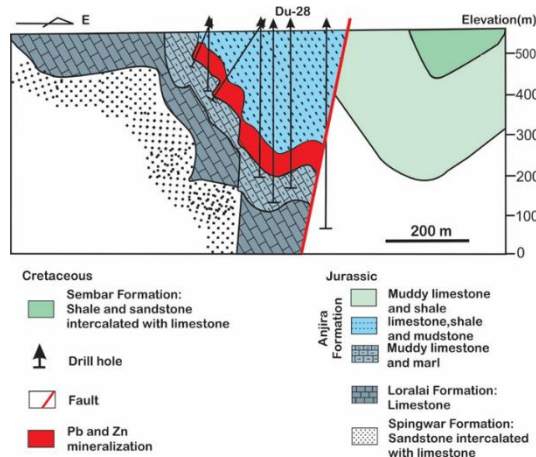 E
Du-28
Elevation(m)
500
400
300
200
100
0
200 m
Cretaceous
Sembar Formation:
Shale and sandstone
intercalated with limestone
Drill hole
Fault
Pb and Zn
mineralization
Jurassic
Anjira
Formation
Muddy limestone
and shale
limestone,shale
and mudstone
Muddy limestone
and marl
Loralai Formation:
Limestone
Spingwar Formation:
Sandstone intercalated
with limestone